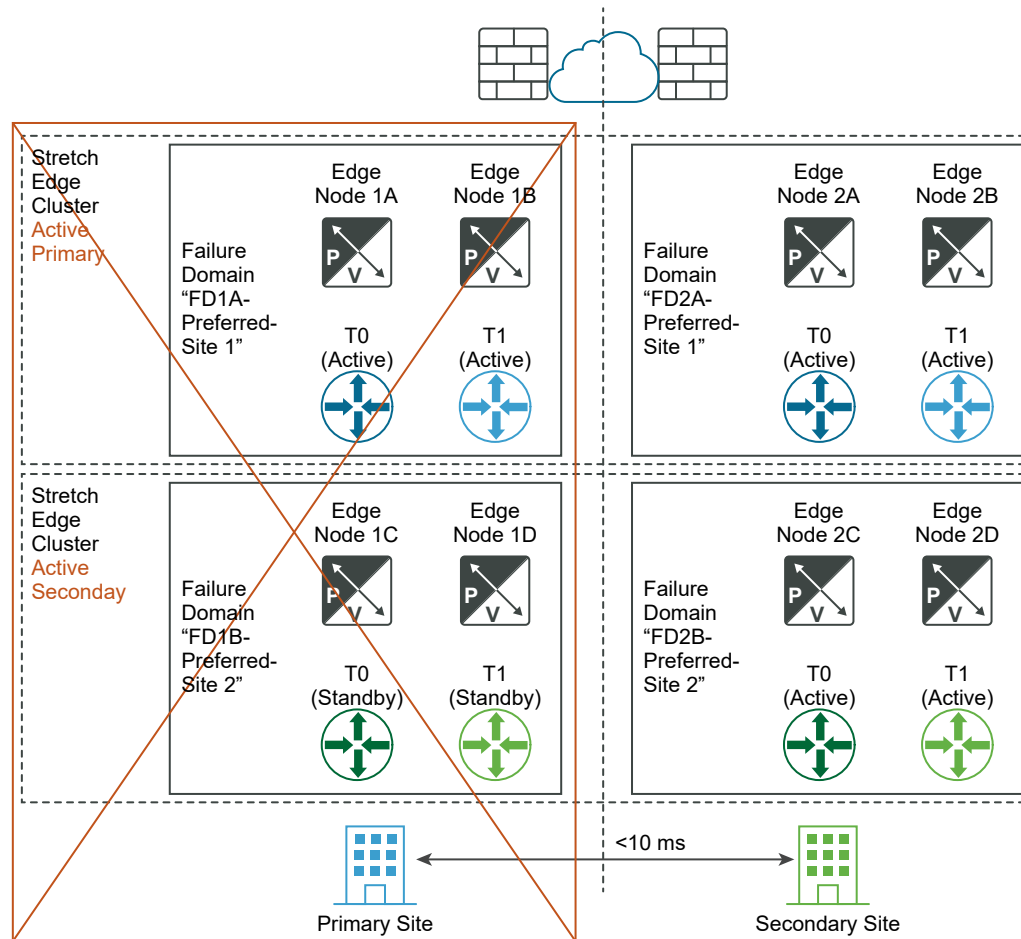 Stretch
Edge
Cluster
Active
Primary
Failure
Domain
“FD1A-
Preferred-
Site 1”
Edge
Node 1A
Edge
Node 1B
P
V
P
V
T0
(Active)
T1
(Active)
Failure
Domain
“FD2A-
Preferred-
Site 1”
Edge
Node 2A
Edge
Node 2B
P
V
P
V
T0
(Active)
T1
(Active)
Stretch
Edge
Cluster
Active
Seconday
Failure
Domain
“FD1B-
Preferred-
Site 2”
Edge
Node 1C
Edge
Node 1D
P
V
P
V
T0
(Standby)
T1
(Standby)
Failure
Domain
“FD2B-
Preferred-
Site 2”
Edge
Node 2C
Edge
Node 2D
P
V
P
V
T0
(Active)
T1
(Active)
<10 ms
Primary Site
Secondary Site